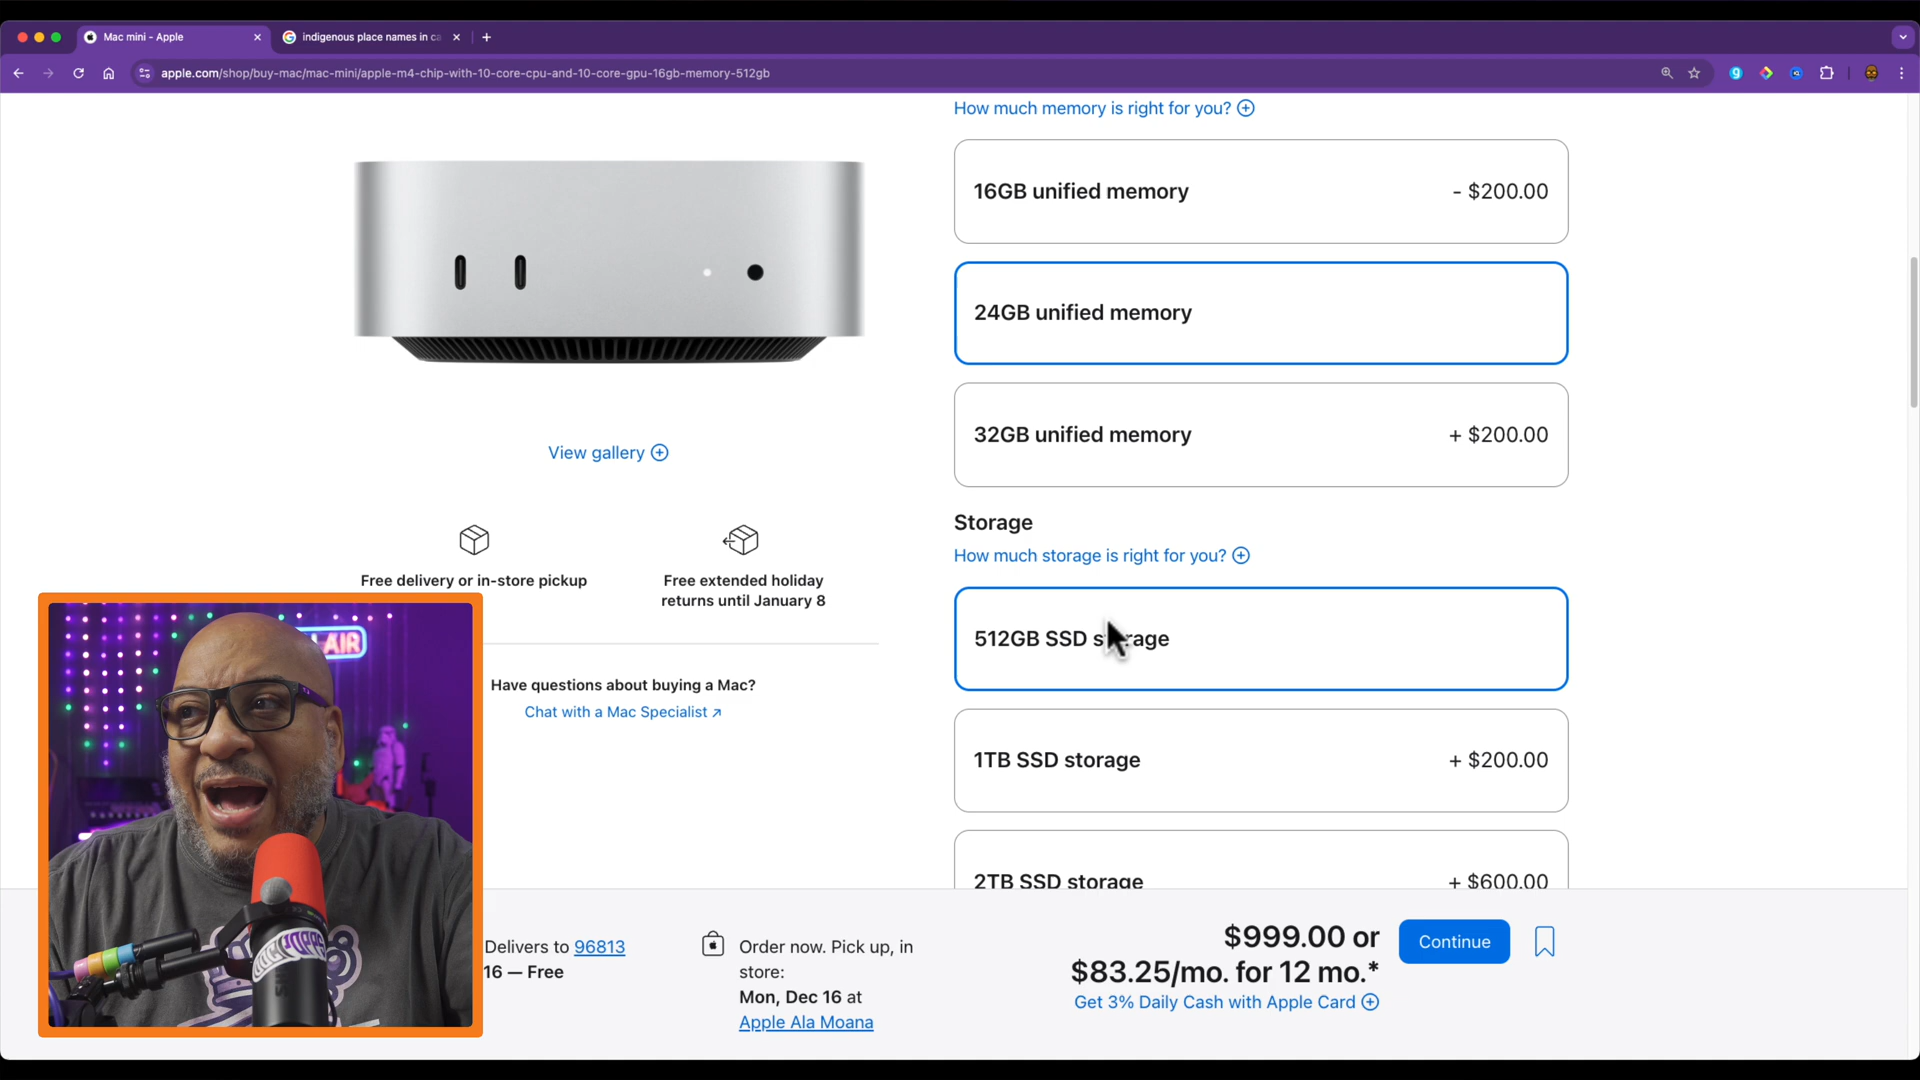 Mac mini - Apple
indigenous place names in ca
apple.com/shop/buy-mac/mac-mini/apple-m4-chip-with-10-core-cpu-and-10-core-gpu-16gb-memory-512gb
How much memory is right for you?
16GB unified memory - $200.00
24GB unified memory
32GB unified memory + $200.00
View gallery
Storage
How much storage is right for you?
Free delivery or in-store pickup
Free extended holiday
returns until January 8
512GB SSD s rage
Have questions about buying a Mac?
Chat with a Mac Specialist ↗
1TB SSD storage + $200.00
2TB SSD storage + $600.00
AIR
Delivers to 96813
16 — Free
Order now. Pick up, in
store:
Mon, Dec 16 at
Apple Ala Moana
$999.00 or
$83.25/mo. for 12 mo.*
Get 3% Daily Cash with Apple Card
Continue